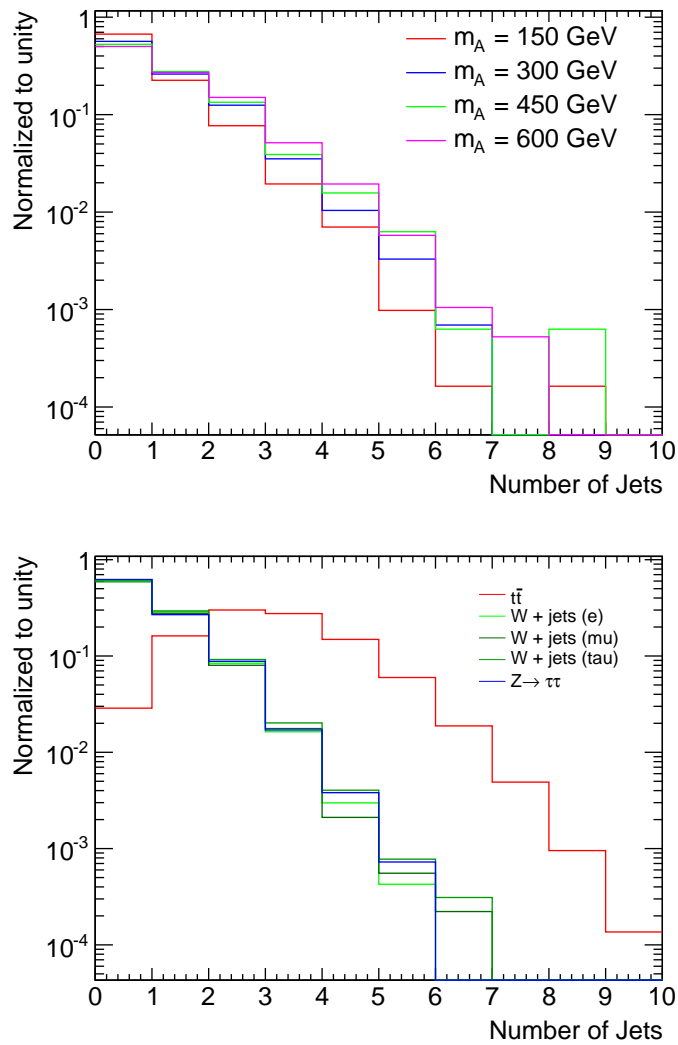 Normalized to unity
1
10^-1
10^-2
10^-3
10^-4
m_A = 150 GeV
m_A = 300 GeV
m_A = 450 GeV
m_A = 600 GeV
0 1 2 3 4 5 6 7 8 9 10
Number of Jets
Normalized to unity
1
10^-1
10^-2
10^-3
10^-4
tt̄
W + jets (e)
W + jets (mu)
W + jets (tau)
Z→ ττ
0 1 2 3 4 5 6 7 8 9 10
Number of Jets